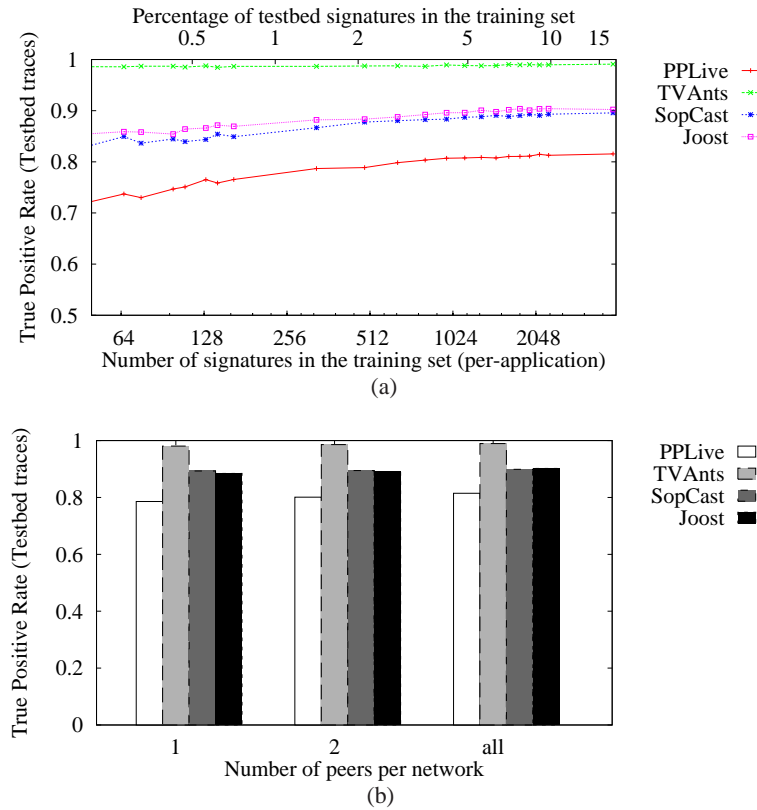 Percentage of testbed signatures in the training set
0.5 1 2 5 10 15
True Positive Rate (Testbed traces)
1
0.9
0.8
0.7
0.6
0.5
64 128 256 512 1024 2048
Number of signatures in the training set (per-application)
PPLive
TVAnts
SopCast
Joost
(a)
True Positive Rate (Testbed traces)
1
0.8
0.6
0.4
0.2
0
1 2 all
Number of peers per network
PPLive
TVAnts
SopCast
Joost
(b)